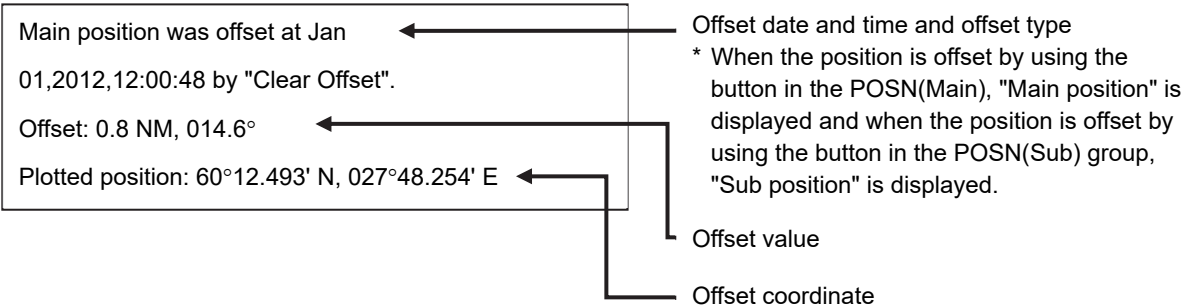 Main position was offset at Jan
01,2012,12:00:48 by "Clear Offset".
Offset: 0.8 NM, 014.6°
Plotted position: 60°12.493' N, 027°48.254' E
Offset date and time and offset type
* When the position is offset by using the
button in the POSN(Main), "Main position" is
displayed and when the position is offset by
using the button in the POSN(Sub) group,
"Sub position" is displayed.
Offset value
Offset coordinate